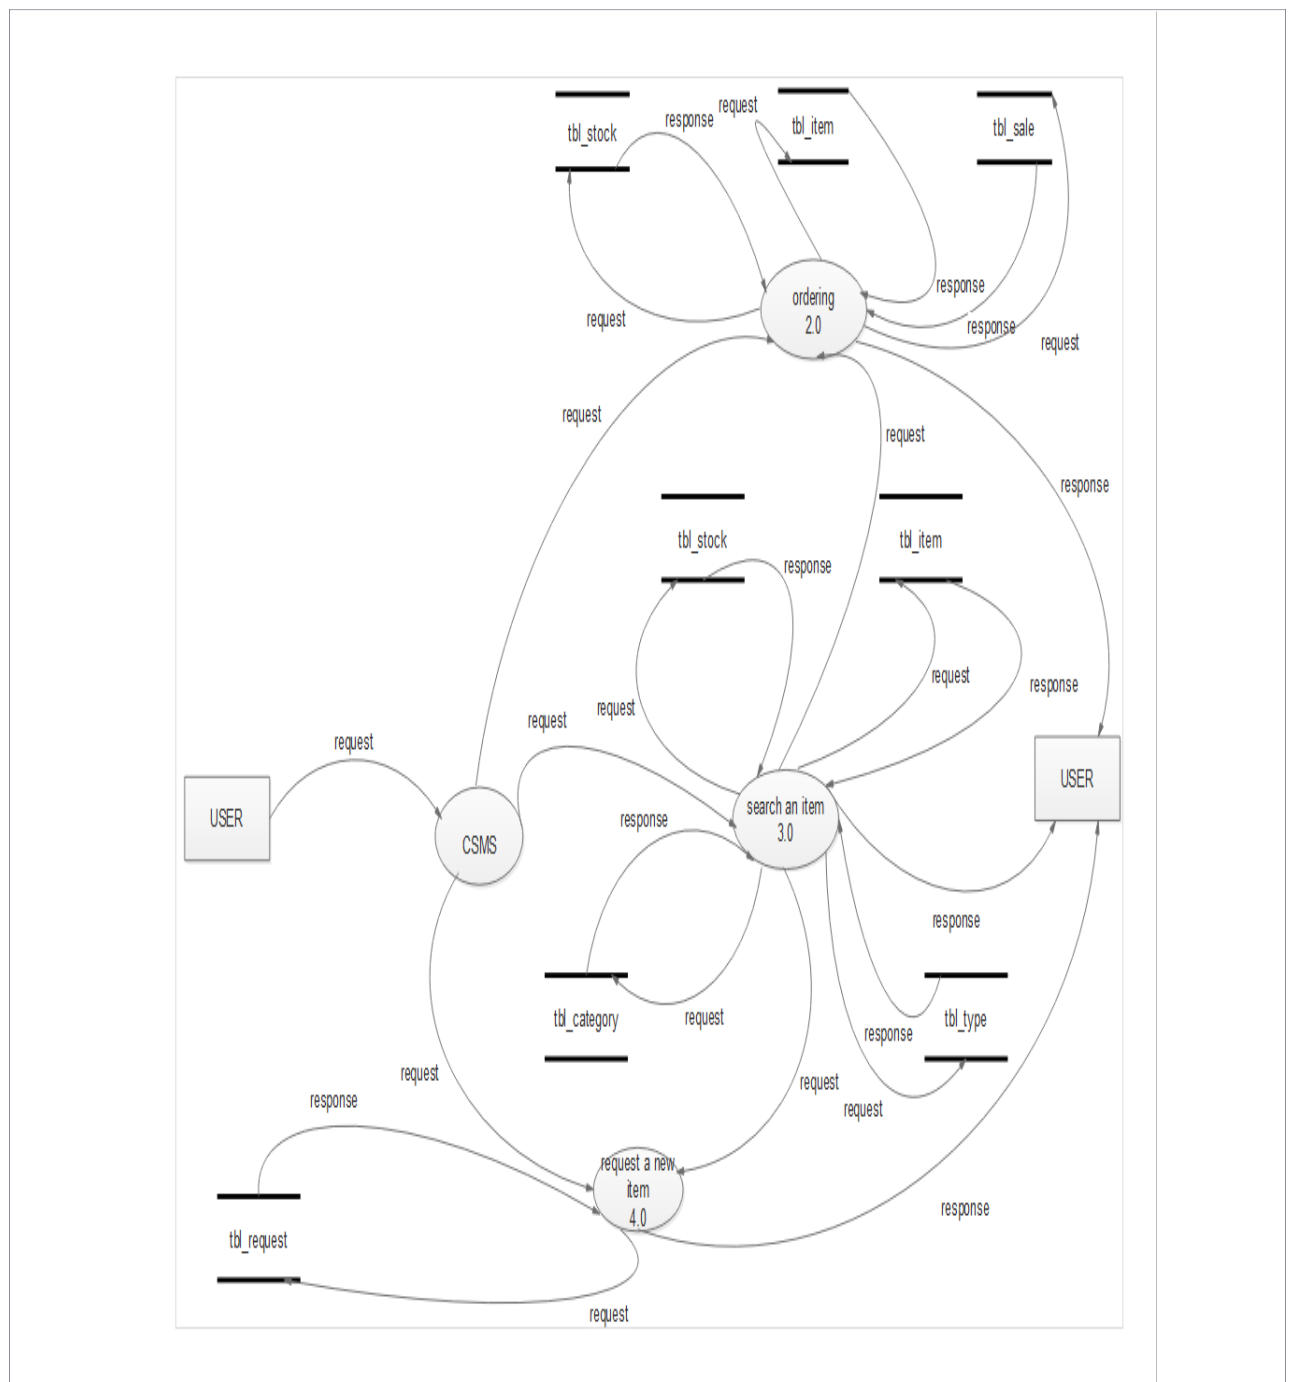 request
tbl_stock
response
tbl_item
tbl_sale
ordering
2.0
response
request
response
request
request
request
response
tbl_stock
tbl_item
response
request
response
request
request
request
USER
USER
CSMS
search an item
3.0
response
response
tbl_category
request
tbl_type
response
request
request
request
response
request a new
item
4.0
response
tbl_request
request